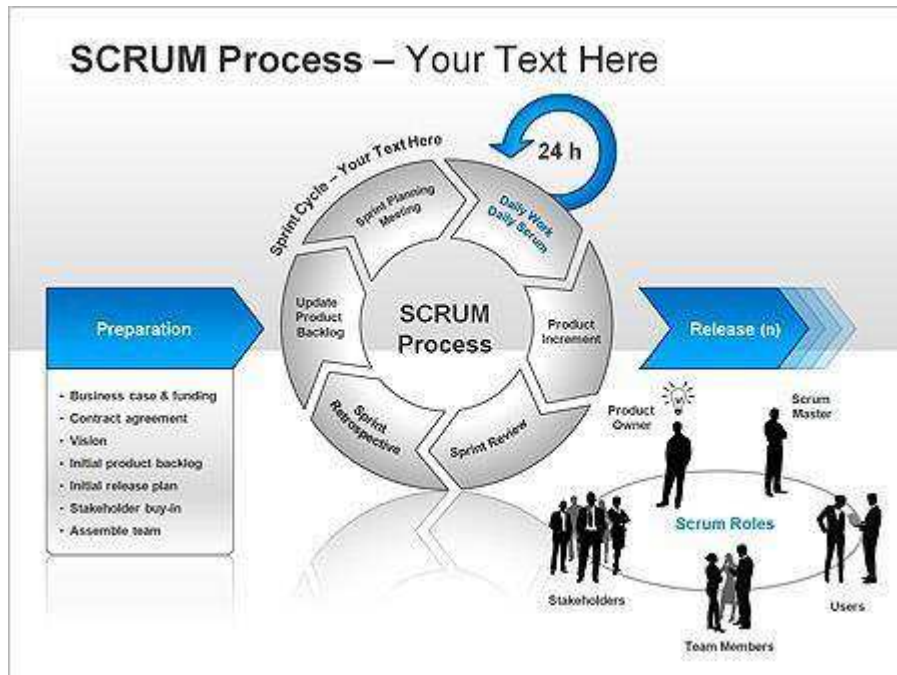 SCRUM Process – Your Text Here
24 h
Sprint Cycle – Your Text Here
Sprint Planning
Meeting
Daily Work
Daily Scrum
Update
Product
Backlog
SCRUM
Process
Product
Increment
Sprint
Retrospective
Sprint Review
Preparation
• Business case & funding
• Contract agreement
• Vision
• Initial product backlog
• Initial release plan
• Stakeholder buy-in
• Assemble team
Release (n)
Product
Owner
Scrum
Master
Scrum Roles
Stakeholders
Users
Team Members